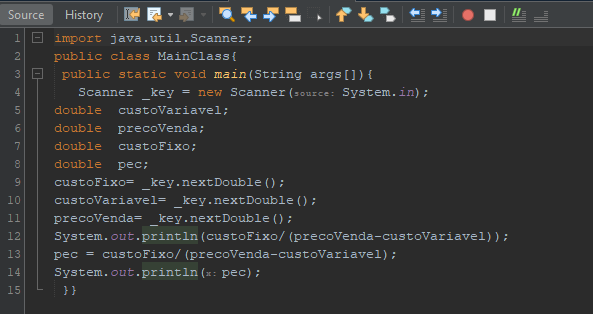 Source History
1 import java.util.Scanner;
2 public class MainClass{
3 public static void main(String args[]){
4 Scanner _key = new Scanner(source: System.in);
5 double custoVariavel;
6 double precoVenda;
7 double custoFixo;
8 double pec;
9 custoFixo= _key.nextDouble();
10 custoVariavel= _key.nextDouble();
11 precoVenda= _key.nextDouble();
12 System.out.println(custoFixo/(precoVenda-custoVariavel));
13 pec = custoFixo/(precoVenda-custoVariavel);
14 System.out.println(x: pec);
15 }}